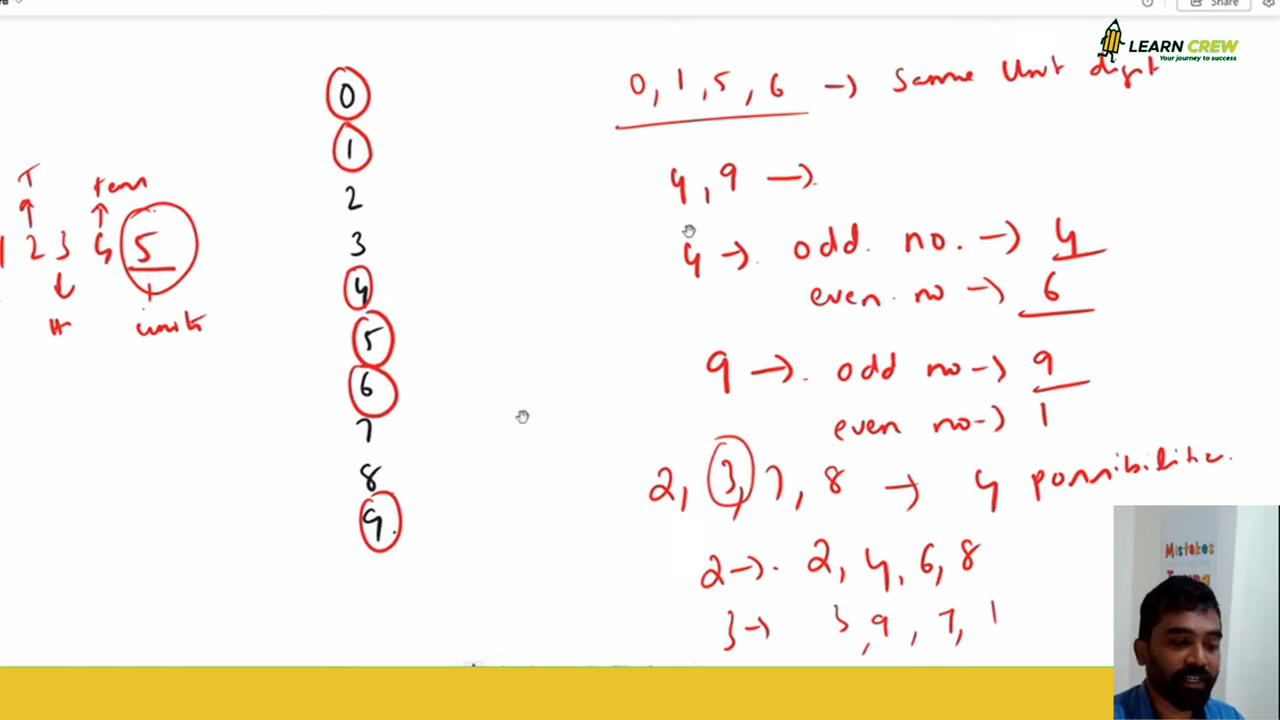 Share
LEARN CREW
Your journey to success
0, 1, 5, 6 → Same Unit digit
4, 9 →
4 → odd. no. → 4
even. no → 6
9 → odd no → 9
even no → 1
2, 3, 7, 8 → 4
2 → 2, 4, 6, 8
3 → 3, 9, 7, 1
T
tens
1 2 3 4 5
H
units
0
1
2
3
4
5
6
7
8
9.
Mistakes